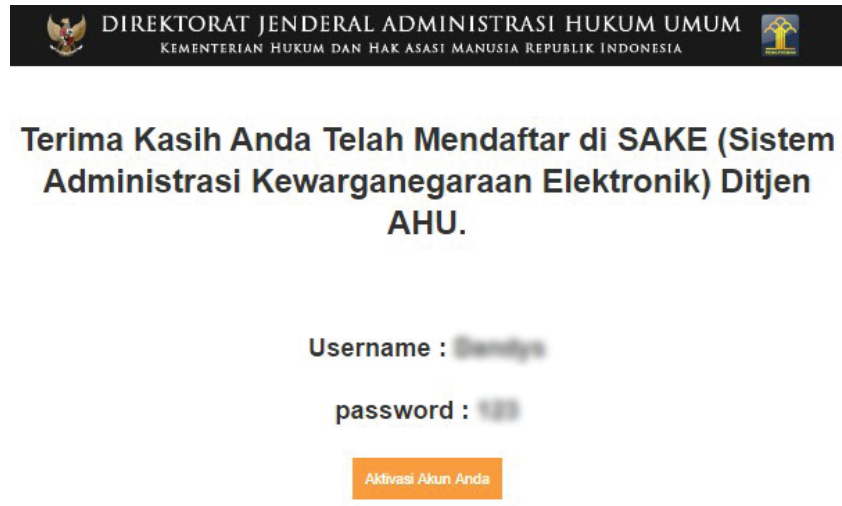 DIREKTORAT JENDERAL ADMINISTRASI HUKUM UMUM
KEMENTERIAN HUKUM DAN HAK ASASI MANUSIA REPUBLIK INDONESIA
Terima Kasih Anda Telah Mendaftar di SAKE (Sistem
Administrasi Kewarganegaraan Elektronik) Ditjen
AHU.
Username :
password :
Aktivasi Akun Anda